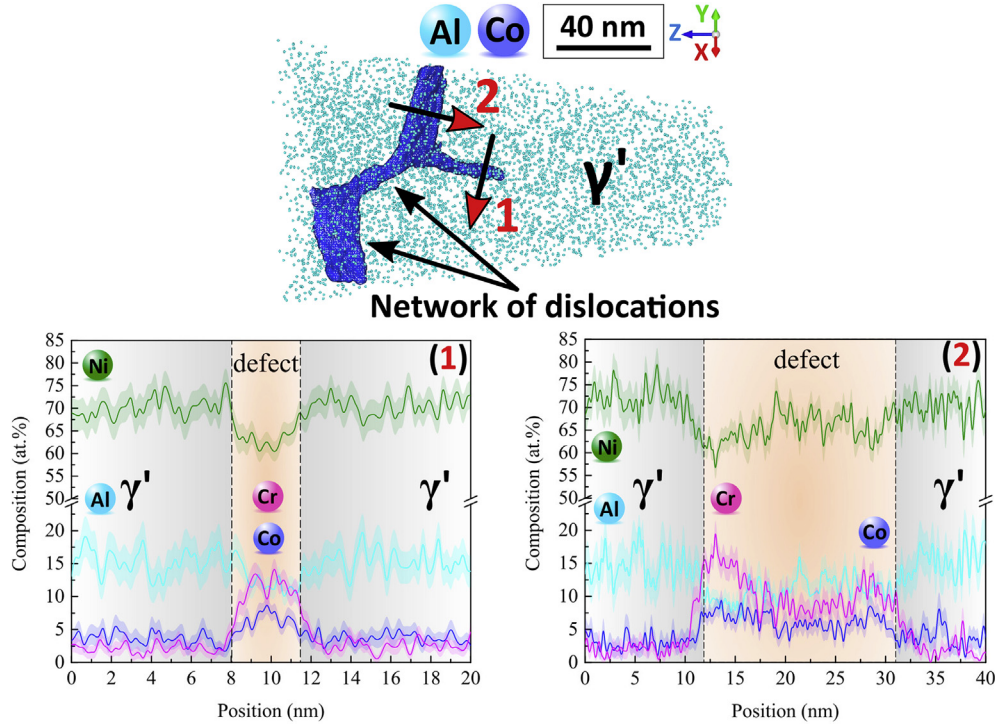 Al Co 40 nm Y Z X
2
1
γ'
Network of dislocations
Ni defect (1)
85
80
75
70
65
60
55
50
20
15
10
5
0
Composition (at.%)
Al γ' Cr γ'
Co
0 2 4 6 8 10 12 14 16 18 20
Position (nm)
defect (2)
85
80
75
70
65
60
55
50
20
15
10
5
0
Composition (at.%)
Ni
Al γ' Cr Co γ'
0 5 10 15 20 25 30 35 40
Position (nm)